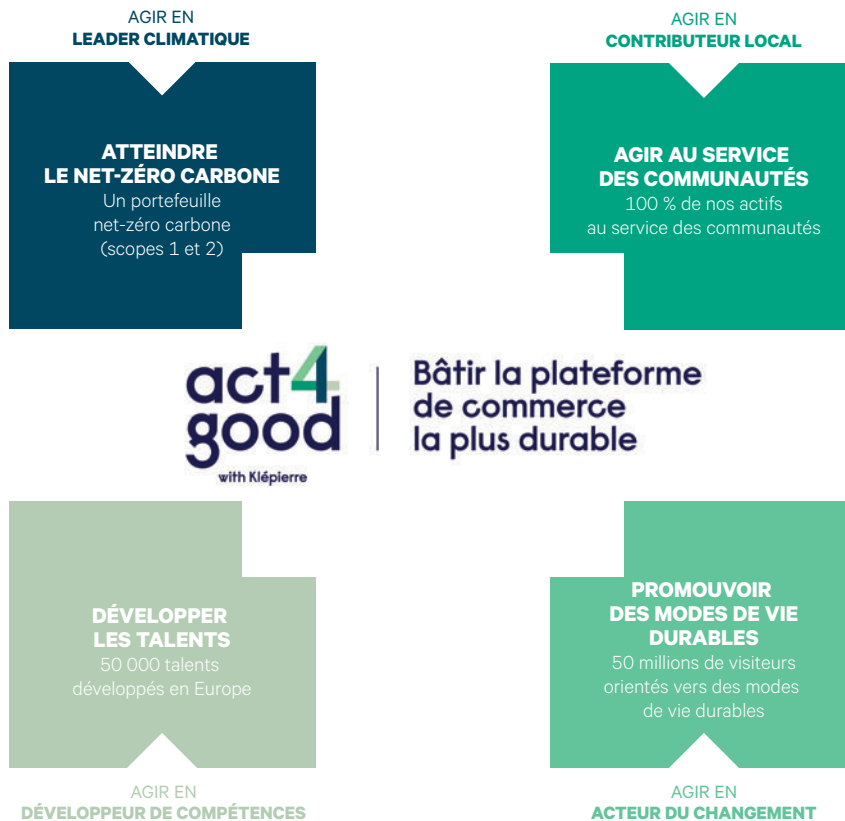 AGIR EN
LEADER CLIMATIQUE
ATTEINDRE
LE NET-ZÉRO CARBONE
Un portefeuille
net-zéro carbone
(scopes 1 et 2)
AGIR EN
CONTRIBUTEUR LOCAL
AGIR AU SERVICE
DES COMMUNAUTÉS
100 % de nos actifs
au service des communautés
act4
good
with Klépierre
Bâtir la plateforme
de commerce
la plus durable
DÉVELOPPER
LES TALENTS
50 000 talents
développés en Europe
AGIR EN
DÉVELOPPEUR DE COMPÉTENCES
PROMOUVOIR
DES MODES DE VIE
DURABLES
50 millions de visiteurs
orientés vers des modes
de vie durables
AGIR EN
ACTEUR DU CHANGEMENT